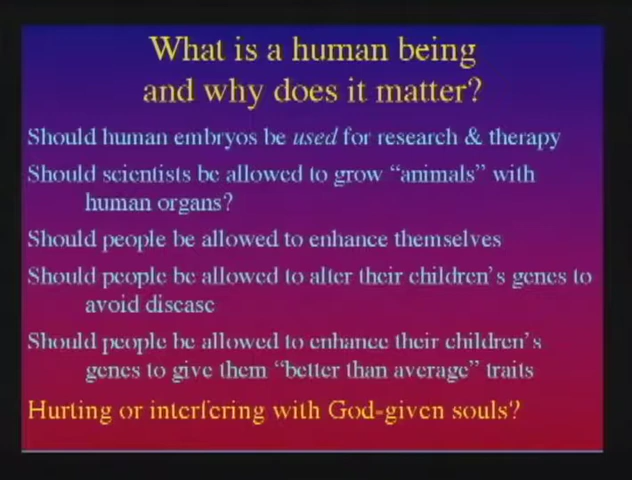 What is a human being
and why does it matter?
Should human embryos be used for research & therapy
Should scientists be allowed to grow “animals” with
human organs?
Should people be allowed to enhance themselves
Should people be allowed to alter their children’s genes to
avoid disease
Should people be allowed to enhance their children’s
genes to give them “better than average” traits
Hurting or interfering with God-given souls?